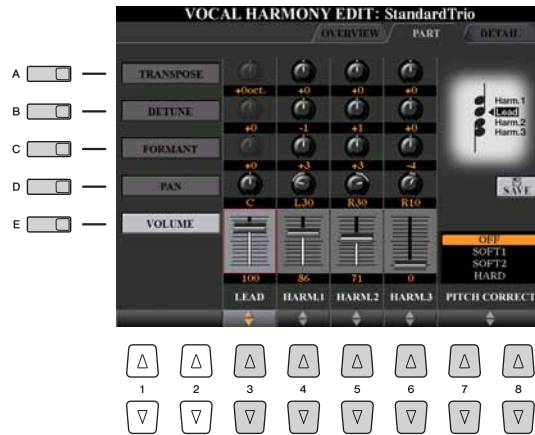 VOCAL HARMONY EDIT: StandardTrio
OVERVIEW PART DETAIL
A TRANSPOSE
+0oct. +0 +0 +0
B DETUNE
+0 -1 +1 +0
C FORMANT
+0 +3 +3 -4
D PAN
C L30 R30 R10
E VOLUME
100 86 71 0
LEAD HARM.1 HARM.2 HARM.3 PITCH CORRECT
Harm.1
Lead
Harm.2
Harm.3
SAVE
OFF
SOFT1
SOFT2
HARD
1 2 3 4 5 6 7 8